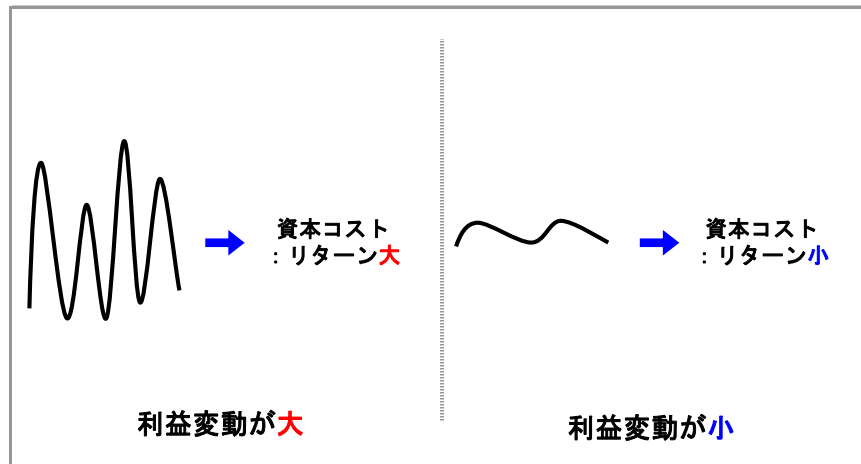 資本コスト
：リターン大
利益変動が大
資本コスト
：リターン小
利益変動が小